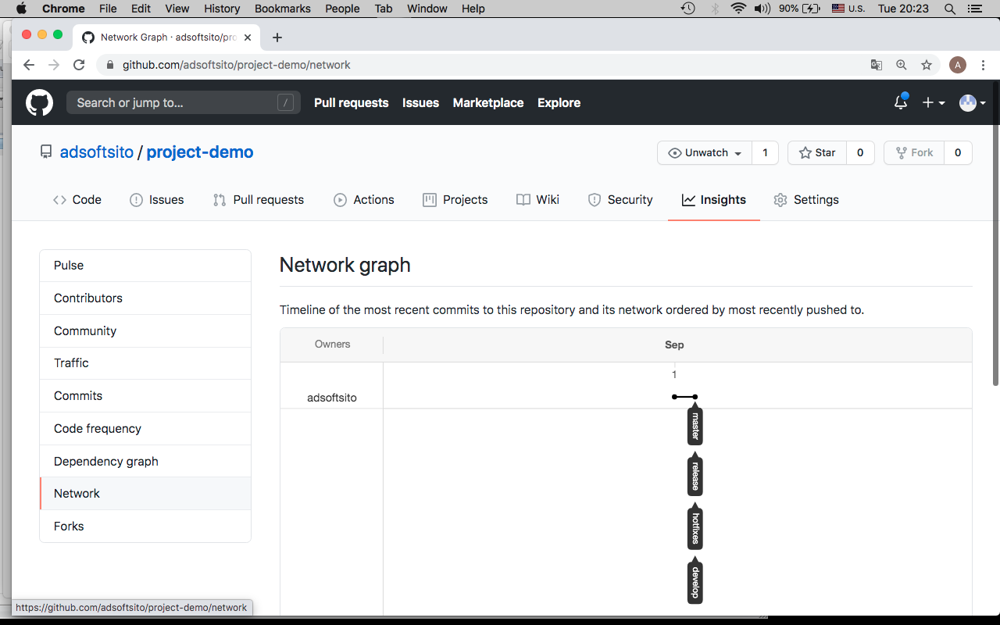 Chrome File Edit View History Bookmarks People Tab Window Help 90% U.S. Tue 20:23
Network Graph · adsoftsito/pro
github.com/adsoftsito/project-demo/network A
Search or jump to... / Pull requests Issues Marketplace Explore
adsoftsito / project-demo Unwatch 1 Star 0 Fork 0
Code Issues Pull requests Actions Projects Wiki Security Insights Settings
Pulse
Contributors
Community
Traffic
Commits
Code frequency
Dependency graph
Network
Forks
Network graph
Timeline of the most recent commits to this repository and its network ordered by most recently pushed to.
Owners Sep
1
adsoftsito
master
release
hotfixes
develop
https://github.com/adsoftsito/project-demo/network